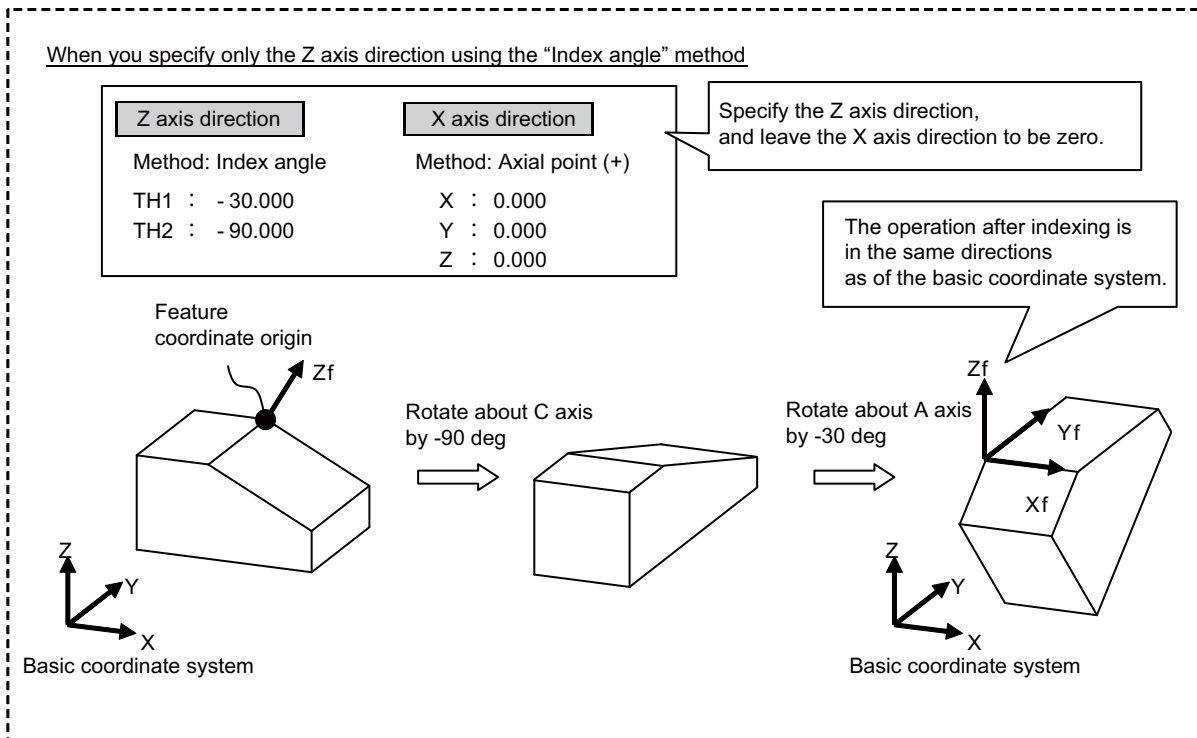 When you specify only the Z axis direction using the “Index angle” method
Z axis direction
Method: Index angle
TH1 : - 30.000
TH2 : - 90.000
X axis direction
Method: Axial point (+)
X : 0.000
Y : 0.000
Z : 0.000
Specify the Z axis direction,
and leave the X axis direction to be zero.
The operation after indexing is
in the same directions
as of the basic coordinate system.
Feature
coordinate origin
Zf
Rotate about C axis
by -90 deg
Rotate about A axis
by -30 deg
Zf
Yf
Xf
Z
Y
X
Basic coordinate system
Z
Y
X
Basic coordinate system